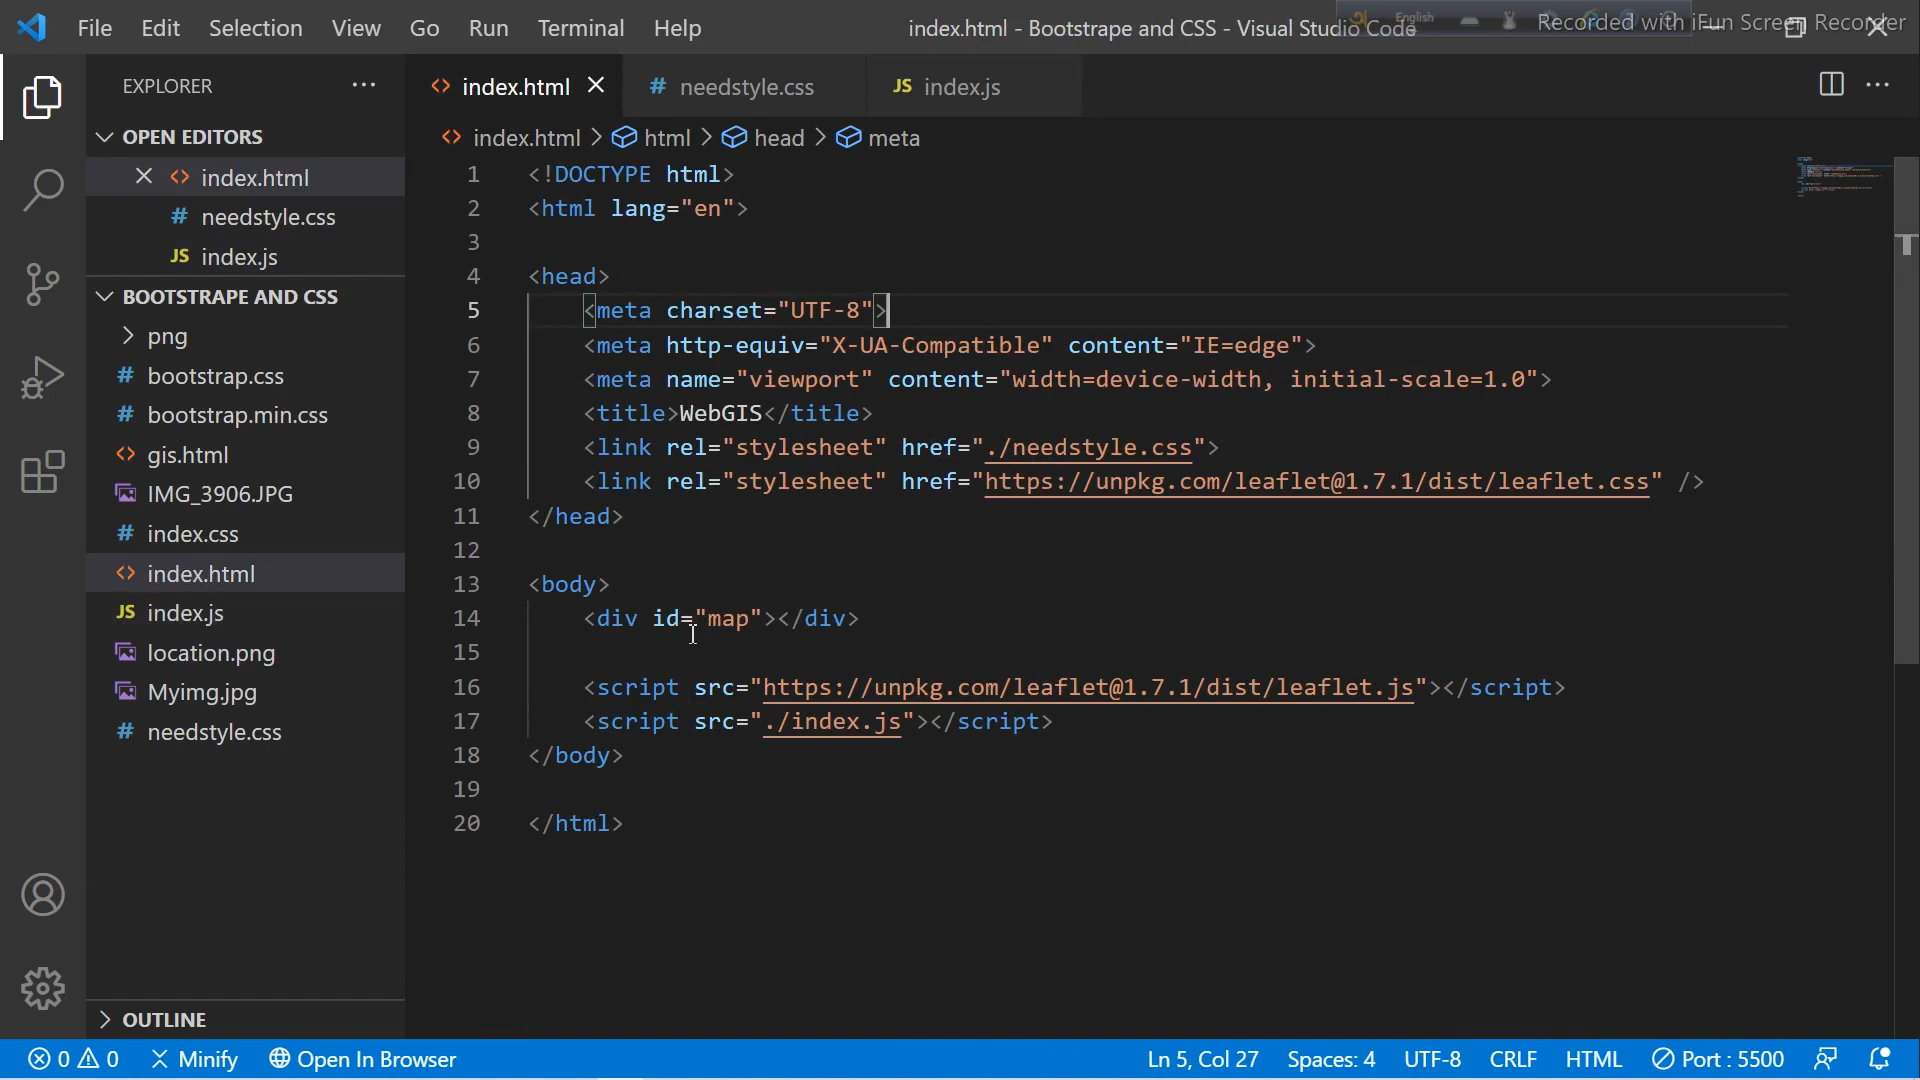 File Edit Selection View Go Run Terminal Help
index.html - Bootstrape and CSS - Visual Studio Code
English
Recorded with iFun Screen Recorder
EXPLORER
index.html
needstyle.css
JS index.js
OPEN EDITORS
index.html
needstyle.css
JS index.js
BOOTSTRAPE AND CSS
png
bootstrap.css
bootstrap.min.css
gis.html
IMG_3906.JPG
index.css
index.html
JS index.js
location.png
Myimg.jpg
needstyle.css
OUTLINE
index.html > html > head > meta
1 <!DOCTYPE html>
2 <html lang="en">
3
4 <head>
5 <meta charset="UTF-8">
6 <meta http-equiv="X-UA-Compatible" content="IE=edge">
7 <meta name="viewport" content="width=device-width, initial-scale=1.0">
8 <title>WebGIS</title>
9 <link rel="stylesheet" href="./needstyle.css">
10 <link rel="stylesheet" href="https://unpkg.com/leaflet@1.7.1/dist/leaflet.css" />
11 </head>
12
13 <body>
14 <div id="map"></div>
15
16 <script src="https://unpkg.com/leaflet@1.7.1/dist/leaflet.js"></script>
17 <script src="./index.js"></script>
18 </body>
19
20 </html>
0 0 Minify Open In Browser
Ln 5, Col 27 Spaces: 4 UTF-8 CRLF HTML Port : 5500